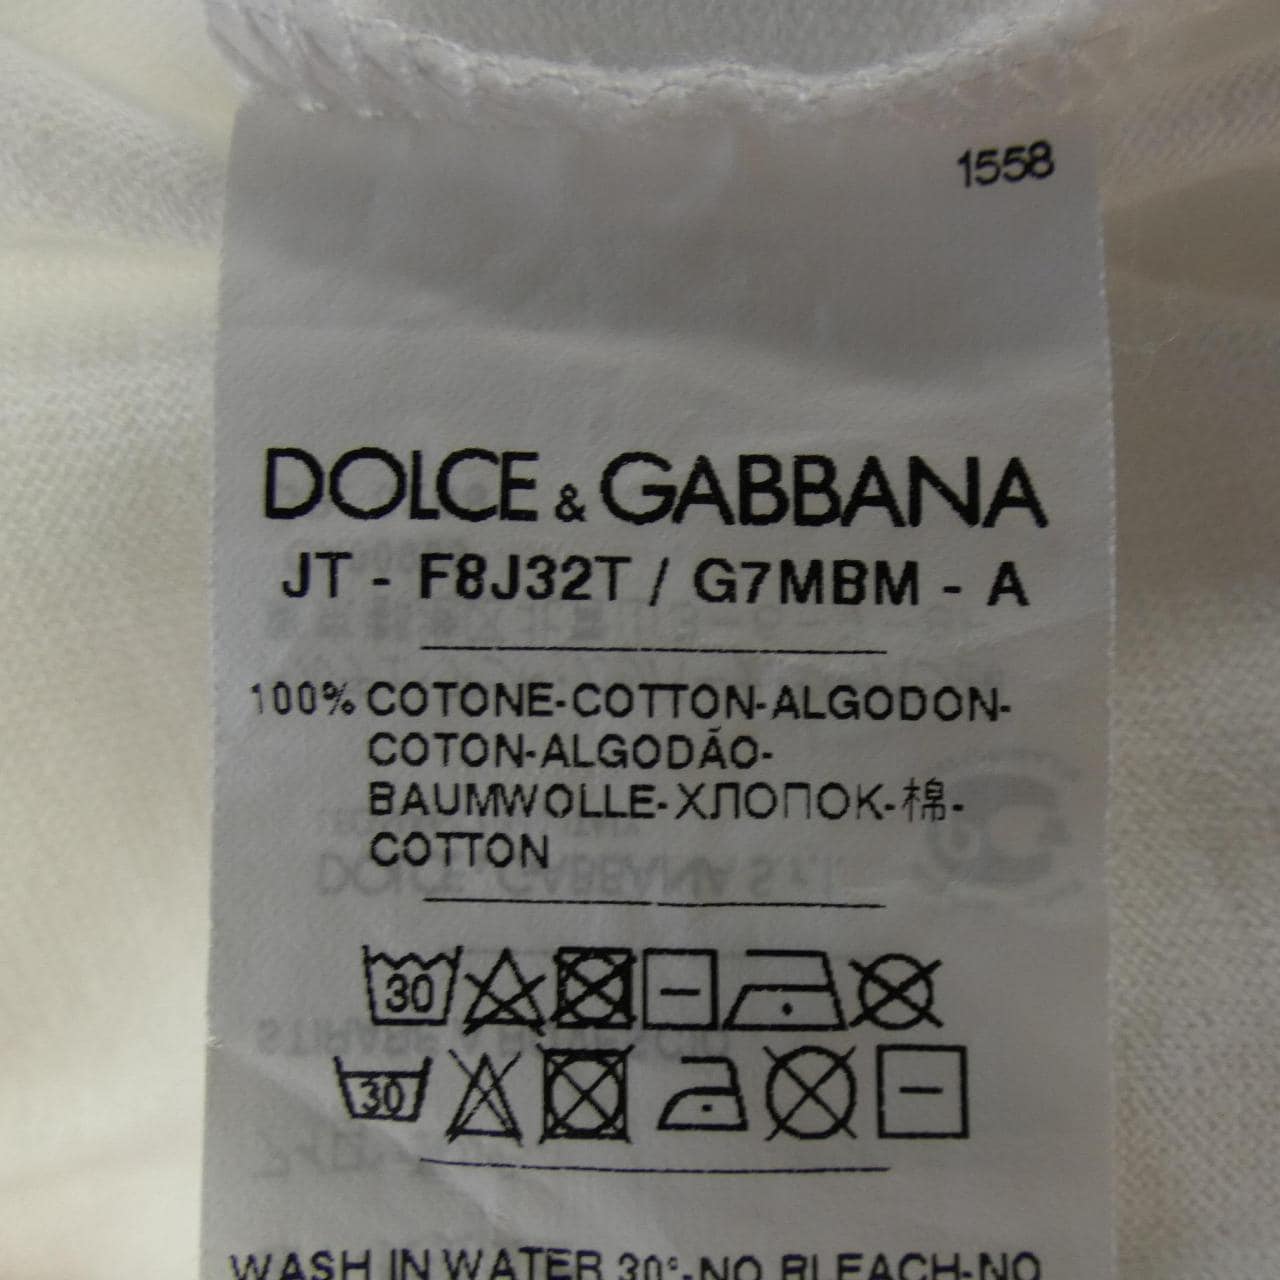 1558
DOLCE & GABBANA
JT - F8J32T / G7MBM - A
100% COTONE-COTTON-ALGODON-
COTON-ALGODÃO-
BAUMWOLLE-ХЛОПОК-棉-
COTTON
30
30
WASH IN WATER 30°-NO BLEACH-NO